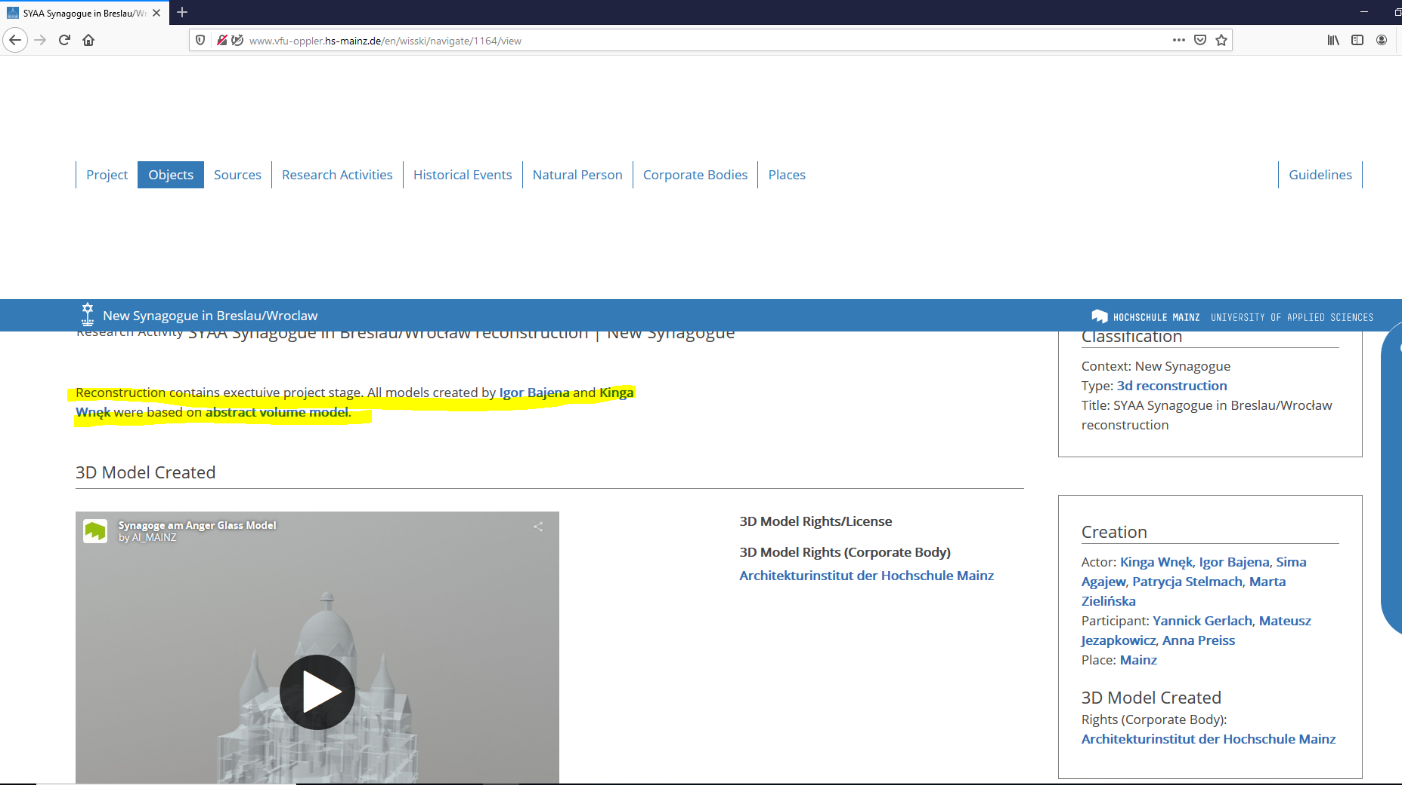 SYAA Synagogue in Breslau/Wr
www.vfu-oppler.hs-mainz.de/en/wisski/navigate/1164/view
Project
Objects
Sources
Research Activities
Historical Events
Natural Person
Corporate Bodies
Places
Guidelines
New Synagogue in Breslau/Wroclaw
HOCHSCHULE MAINZ UNIVERSITY OF APPLIED SCIENCES
Research Activity SYAA Synagogue in Breslau/Wrocław reconstruction | New Synagogue
Reconstruction contains exectuive project stage. All models created by Igor Bajena and Kinga
Wnęk were based on abstract volume model.
3D Model Created
Synagoge am Anger Glass Model
by AI_MAINZ
3D Model Rights/License
3D Model Rights (Corporate Body)
Architekturinstitut der Hochschule Mainz
Classification
Context: New Synagogue
Type: 3d reconstruction
Title: SYAA Synagogue in Breslau/Wrocław
reconstruction
Creation
Actor: Kinga Wnęk, Igor Bajena, Sima
Agajew, Patrycja Stelmach, Marta
Zielińska
Participant: Yannick Gerlach, Mateusz
Jezapkowicz, Anna Preiss
Place: Mainz
3D Model Created
Rights (Corporate Body):
Architekturinstitut der Hochschule Mainz